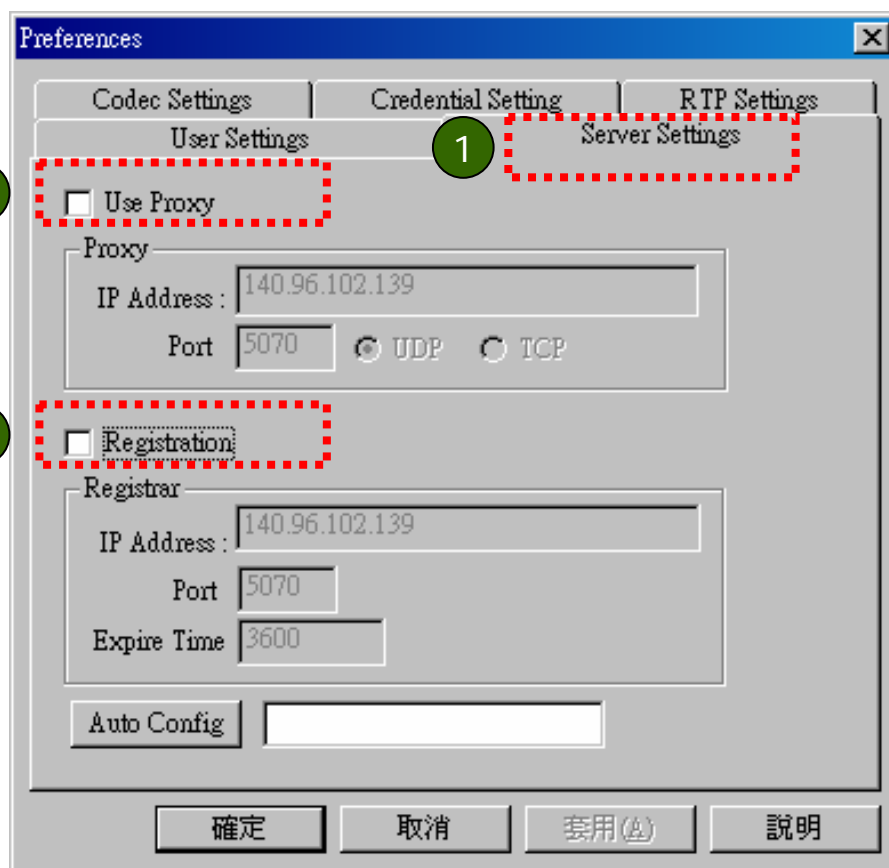 Preferences
Codec Settings
Credential Setting
RTP Settings
User Settings
1
Server Settings
Use Proxy
Proxy
IP Address :
140.96.102.139
Port
5070
UDP
TCP
Registration
Registrar
IP Address :
140.96.102.139
Port
5070
Expire Time
3600
Auto Config
確定
取消
套用(A)
說明